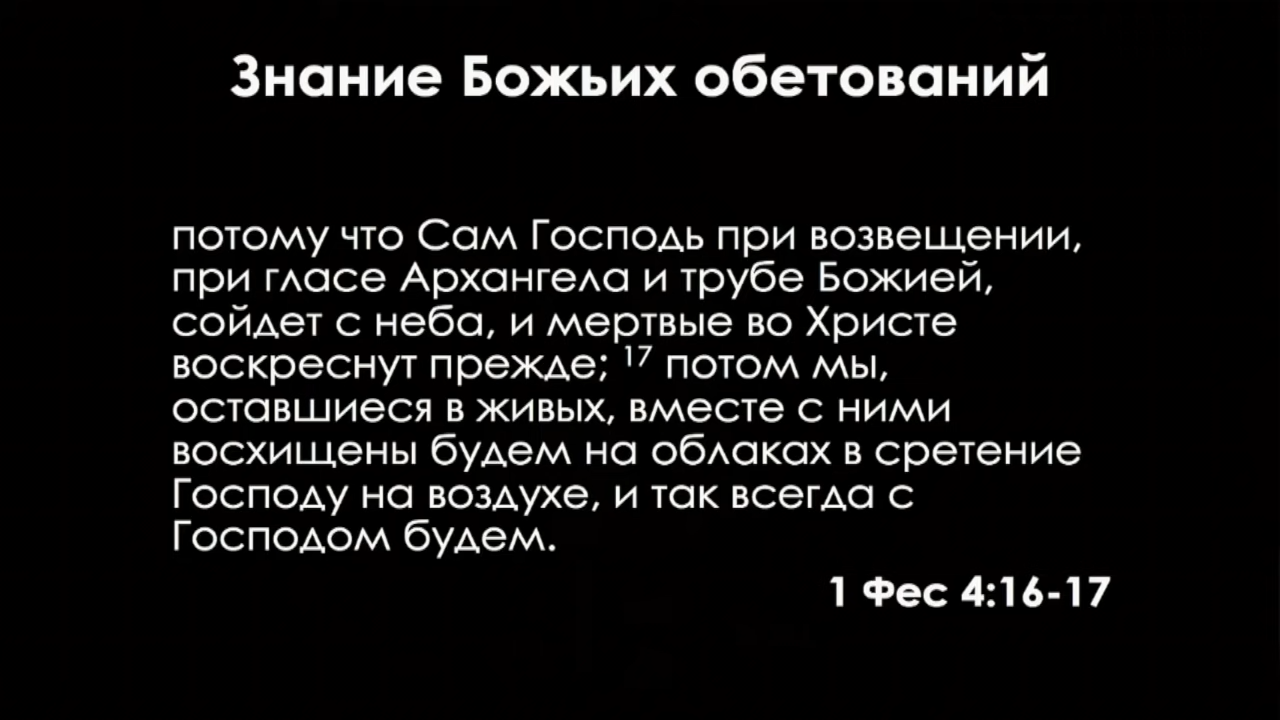 Знание Божьих обетований
потому что Сам Господь при возвещении,
при гласе Архангела и трубе Божией,
сойдет с неба, и мертвые во Христе
воскреснут прежде; ¹⁷ потом мы,
оставшиеся в живых, вместе с ними
восхищены будем на облаках в сретение
Господу на воздухе, и так всегда с
Господом будем.
1 Фес 4:16-17